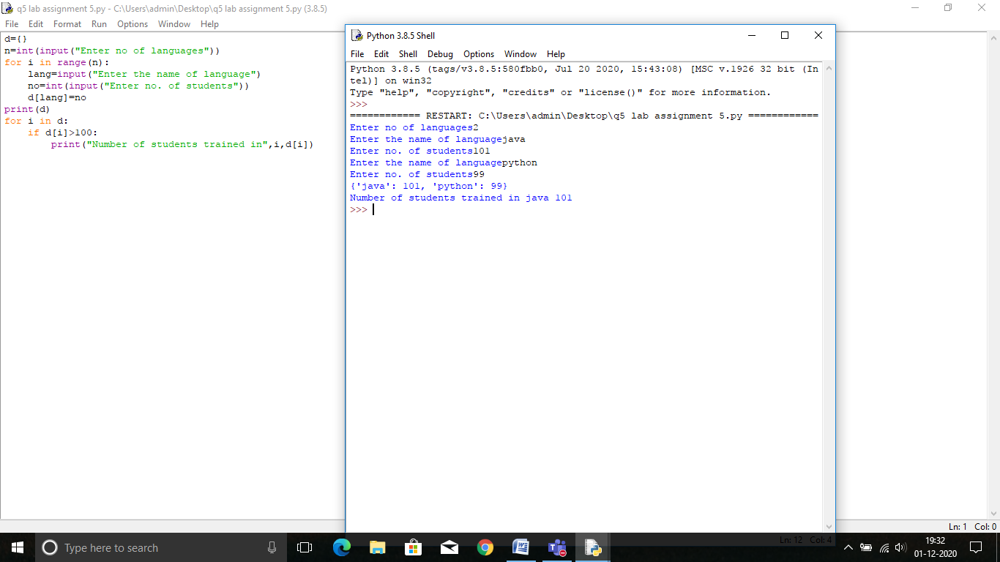 q5 lab assignment 5.py - C:\Users\admin\Desktop\q5 lab assignment 5.py (3.8.5)
File Edit Format Run Options Window Help
d={}
n=int(input("Enter no of languages"))
for i in range(n):
    lang=input("Enter the name of language")
    no=int(input("Enter no. of students"))
    d[lang]=no
print(d)
for i in d:
    if d[i]>100:
        print("Number of students trained in",i,d[i])
Python 3.8.5 Shell
File Edit Shell Debug Options Window Help
Python 3.8.5 (tags/v3.8.5:580fbb0, Jul 20 2020, 15:43:08) [MSC v.1926 32 bit (In
tel)] on win32
Type "help", "copyright", "credits" or "license()" for more information.
>>>
============ RESTART: C:\Users\admin\Desktop\q5 lab assignment 5.py ============
Enter no of languages2
Enter the name of languagejava
Enter no. of students101
Enter the name of languagepython
Enter no. of students99
{'java': 101, 'python': 99}
Number of students trained in java 101
>>>
Ln: 1 Col: 0
Ln: 12 Col: 4
Type here to search
19:32
01-12-2020